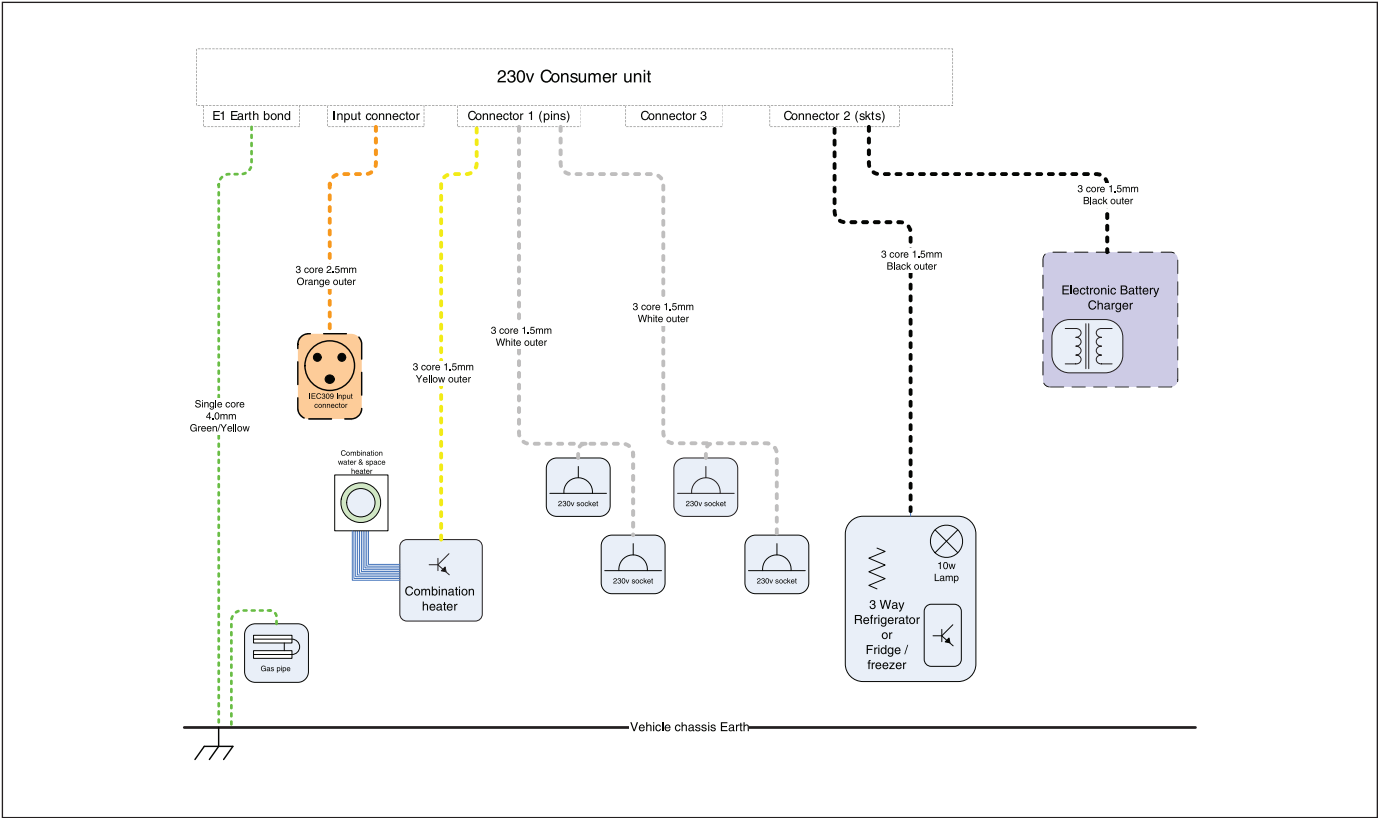 230v Consumer unit
E1 Earth bond
Input connector
Connector 1 (pins)
Connector 3
Connector 2 (skts)
3 core 1.5mm
Black outer
3 core 1.5mm
Black outer
3 core 2.5mm
Orange outer
Electronic Battery
Charger
3 core 1.5mm
White outer
3 core 1.5mm
White outer
3 core 1.5mm
Yellow outer
IEC309 Input
connector
Single core
4.0mm
Green/Yellow
Combination
water & space
heater
230v socket
230v socket
230v socket
230v socket
Combination
heater
10w
Lamp
3 Way
Refrigerator
or
Fridge /
freezer
Gas pipe
Vehicle chassis Earth